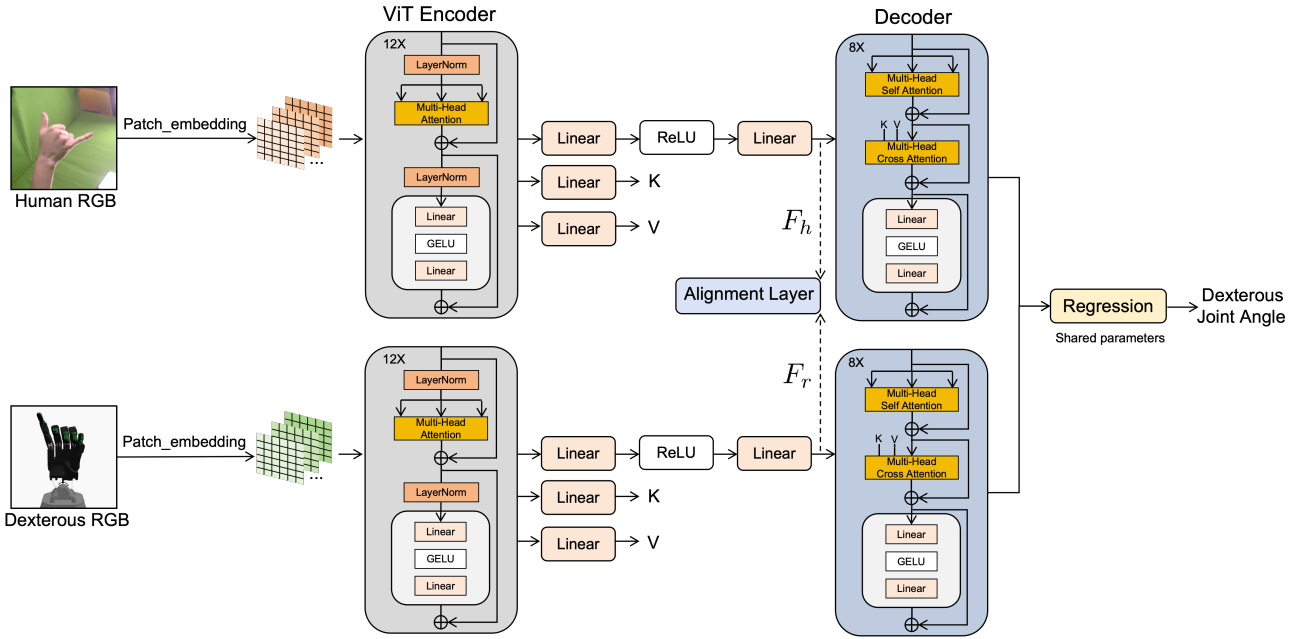 ViT Encoder
Decoder
12X
LayerNorm
Multi-Head
Attention
LayerNorm
Linear
GELU
Linear
Human RGB
Patch_embedding
...
Linear
ReLU
Linear
Linear
K
Linear
V
8X
Multi-Head
Self Attention
K V
Multi-Head
Cross Attention
Linear
GELU
Linear
F_h
Alignment Layer
F_r
Regression
Shared parameters
Dexterous
Joint Angle
12X
LayerNorm
Multi-Head
Attention
LayerNorm
Linear
GELU
Linear
Dexterous RGB
Patch_embedding
...
Linear
ReLU
Linear
Linear
K
Linear
V
8X
Multi-Head
Self Attention
K V
Multi-Head
Cross Attention
Linear
GELU
Linear